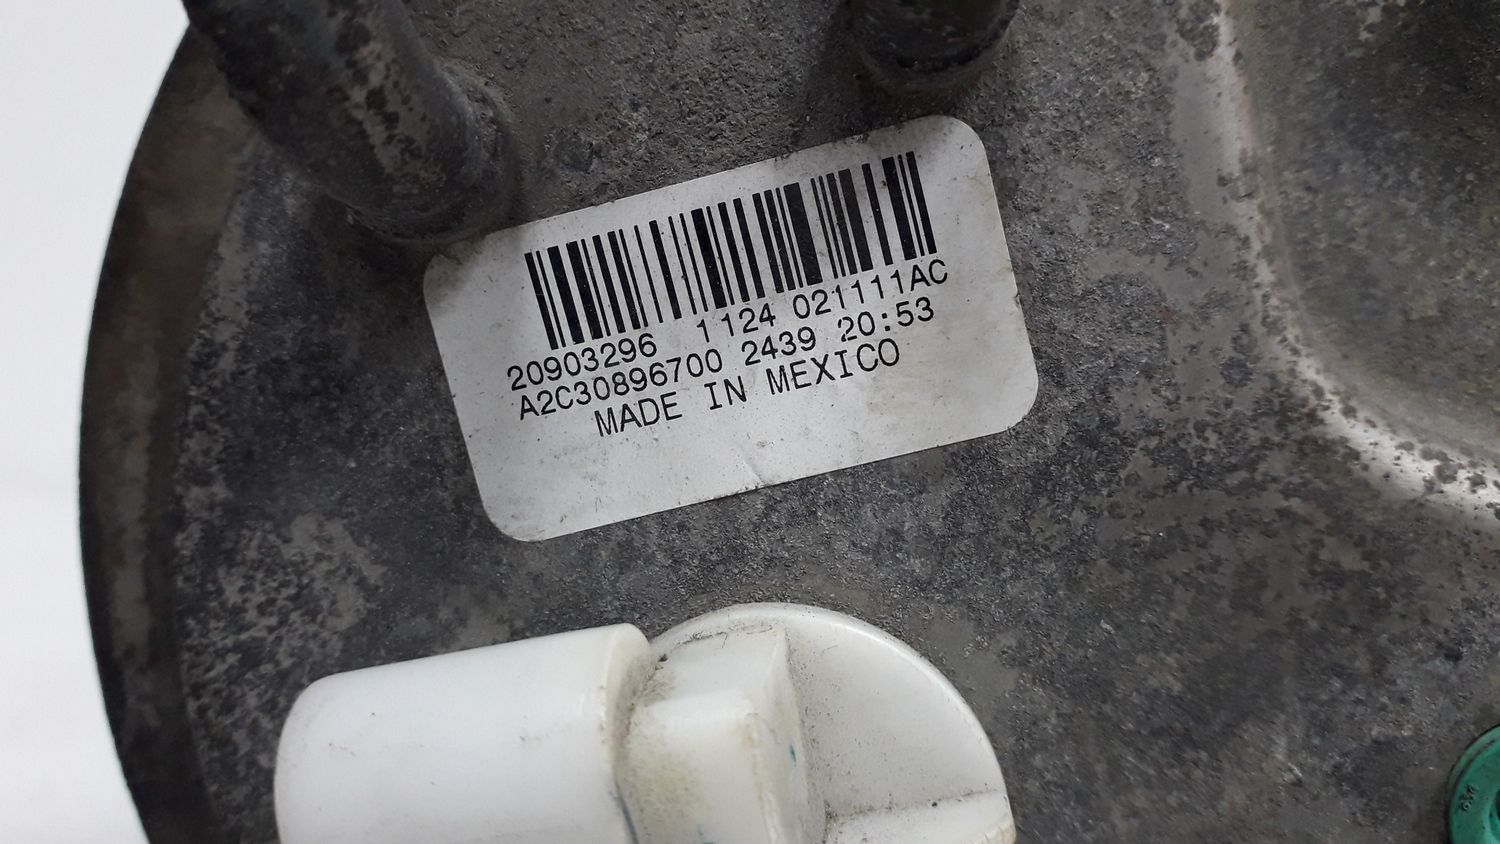 20903296 1124 021111AC
A2C30896700 2439 20:53
MADE IN MEXICO